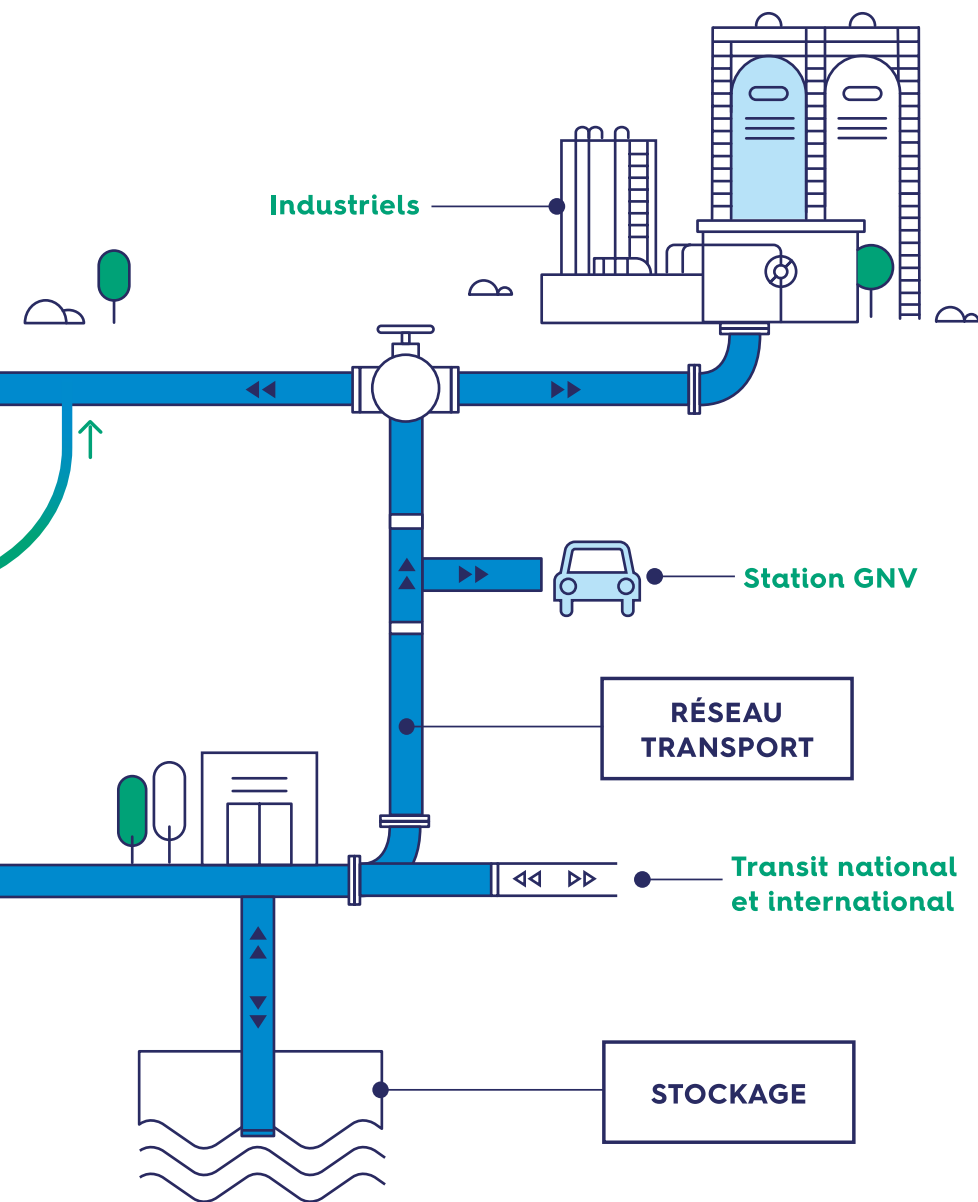 Industriels
Station GNV
RÉSEAU
TRANSPORT
Transit national
et international
STOCKAGE